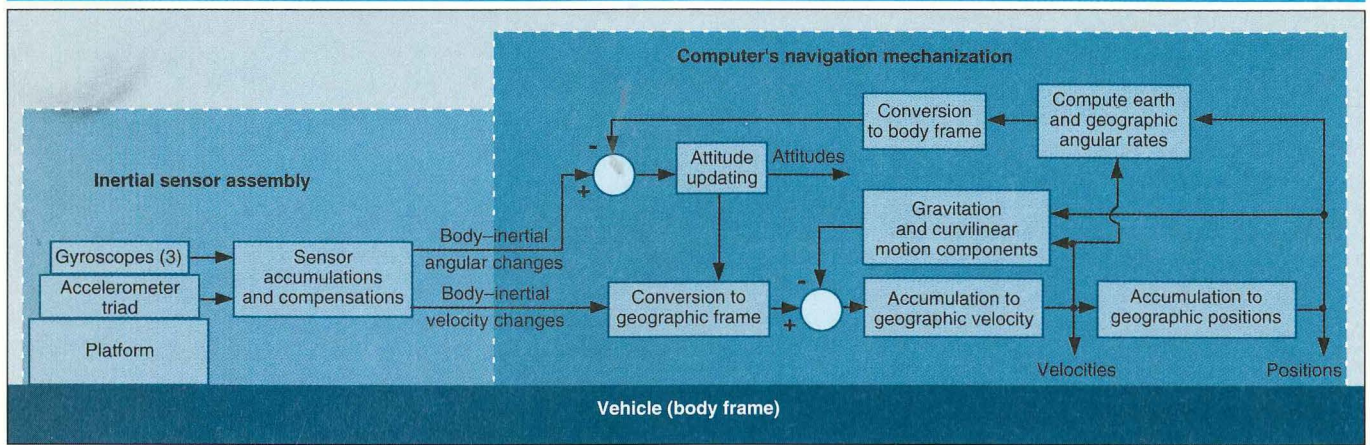 Computer's navigation mechanization
Inertial sensor assembly
Gyroscopes (3)
Accelerometer
triad
Platform
Sensor
accumulations
and compensations
Body–inertial
angular changes
Body–inertial
velocity changes
-
+
Attitude
updating
Attitudes
Conversion
to body frame
Compute earth
and geographic
angular rates
Gravitation
and curvilinear
motion components
Conversion to
geographic frame
-
+
Accumulation to
geographic velocity
Accumulation to
geographic positions
Velocities
Positions
Vehicle (body frame)